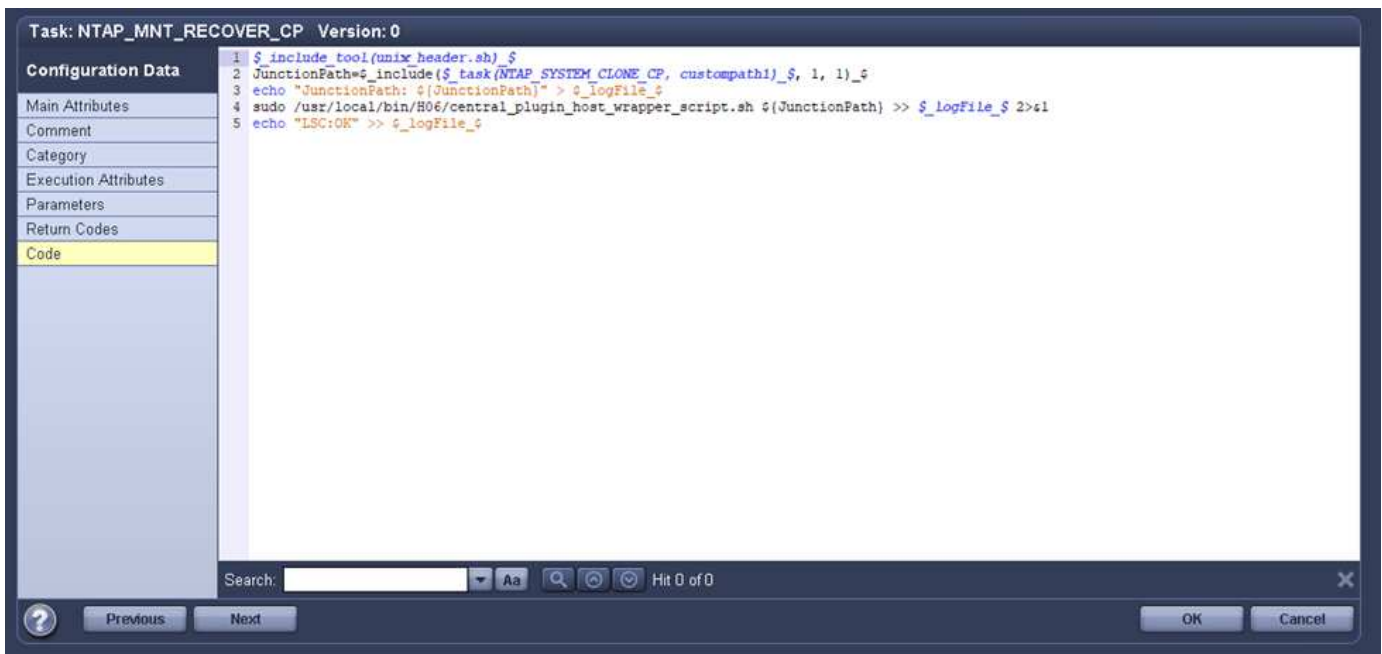 Task: NTAP_MNT_RECOVER_CP Version: 0
Configuration Data
Main Attributes
Comment
Category
Execution Attributes
Parameters
Return Codes
Code
1 $_include_tool(unix_header.sh)_$
2 JunctionPath=$_include($_task(NTAP_SYSTEM_CLONE_CP, custompath1)_$, 1, 1)_$
3 echo "JunctionPath: ${JunctionPath}" > $_logFile_$
4 sudo /usr/local/bin/H06/central_plugin_host_wrapper_script.sh ${JunctionPath} >> $_logFile_$ 2>&1
5 echo "LSC:OK" >> $_logFile_$
Search: Aa Hit 0 of 0
? Previous Next OK Cancel